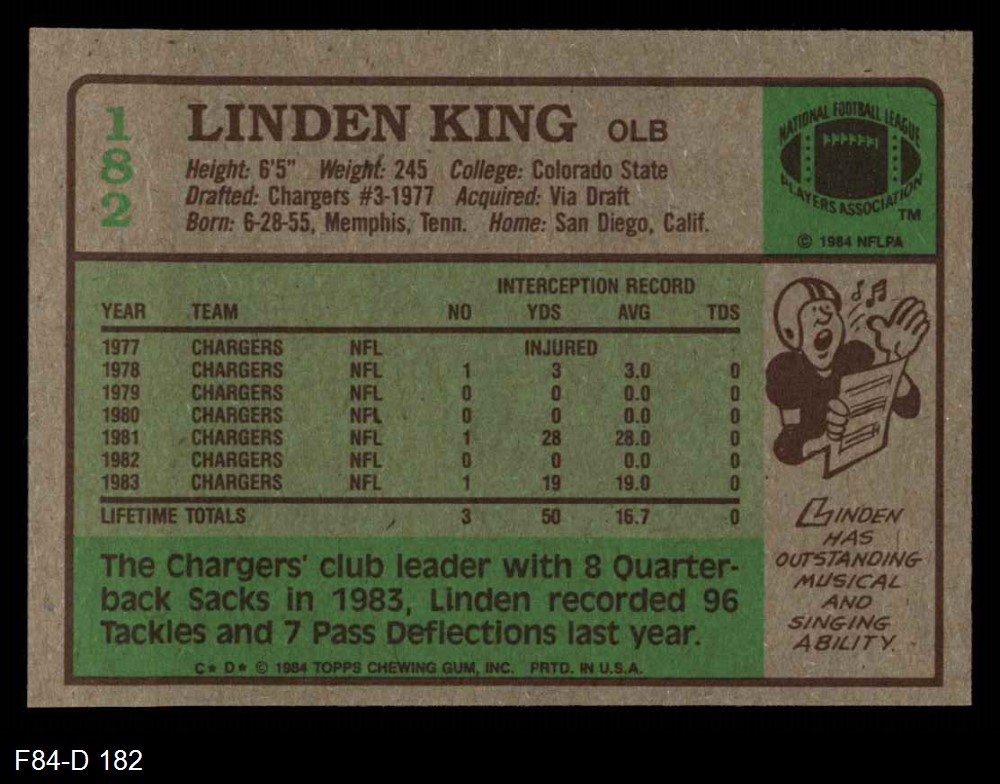 182
LINDEN KING OLB
Height: 6'5" Weight: 245 College: Colorado State
Drafted: Chargers #3-1977 Acquired: Via Draft
Born: 6-28-55, Memphis, Tenn. Home: San Diego, Calif.
NATIONAL FOOTBALL LEAGUE
PLAYERS ASSOCIATION
TM
© 1984 NFLPA
INTERCEPTION RECORD
YEAR TEAM NO YDS AVG TDS
1977 CHARGERS NFL INJURED
1978 CHARGERS NFL 1 3 3.0 0
1979 CHARGERS NFL 0 0 0.0 0
1980 CHARGERS NFL 0 0 0.0 0
1981 CHARGERS NFL 1 28 28.0 0
1982 CHARGERS NFL 0 0 0.0 0
1983 CHARGERS NFL 1 19 19.0 0
LIFETIME TOTALS 3 50 16.7 0
The Chargers' club leader with 8 Quarter-
back Sacks in 1983, Linden recorded 96
Tackles and 7 Pass Deflections last year.
C* D* © 1984 TOPPS CHEWING GUM, INC. PRTD. IN U.S.A.
LINDEN
HAS
OUTSTANDING
MUSICAL
AND
SINGING
ABILITY.
F84-D 182